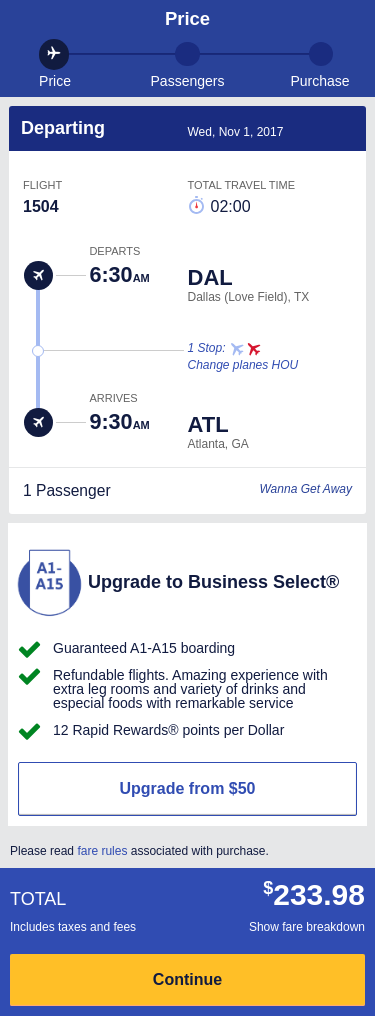 Price
Price Passengers Purchase
Departing Wed, Nov 1, 2017
FLIGHT TOTAL TRAVEL TIME
1504 02:00
DEPARTS
6:30AM DAL
Dallas (Love Field), TX
1 Stop:
Change planes HOU
ARRIVES
9:30AM ATL
Atlanta, GA
1 Passenger Wanna Get Away
A1-
A15
Upgrade to Business Select®
Guaranteed A1-A15 boarding
Refundable flights. Amazing experience with
extra leg rooms and variety of drinks and
especial foods with remarkable service
12 Rapid Rewards® points per Dollar
Upgrade from $50
Please read fare rules associated with purchase.
TOTAL $233.98
Includes taxes and fees Show fare breakdown
Continue